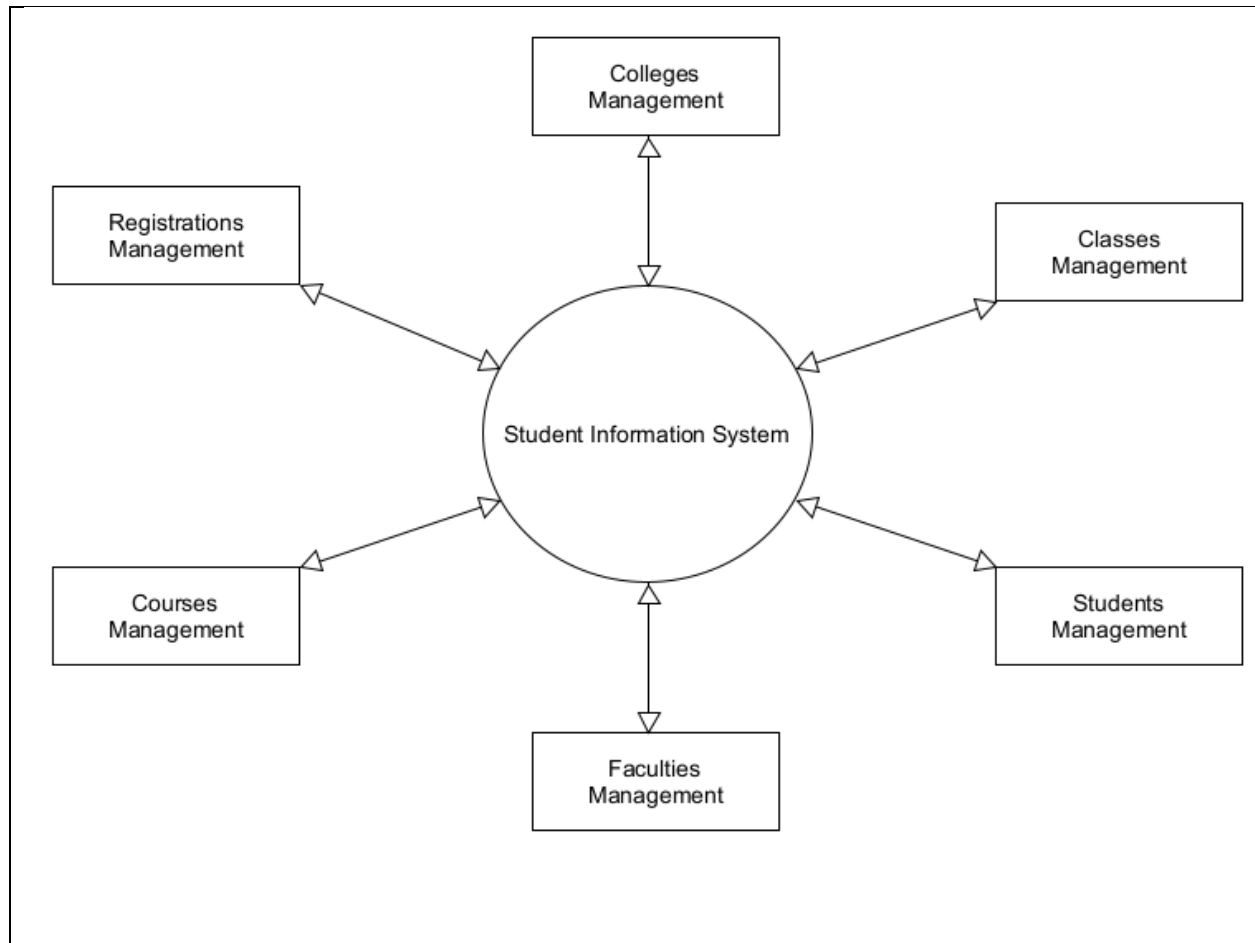 Colleges
Management
Registrations
Management
Classes
Management
Student Information System
Courses
Management
Students
Management
Faculties
Management